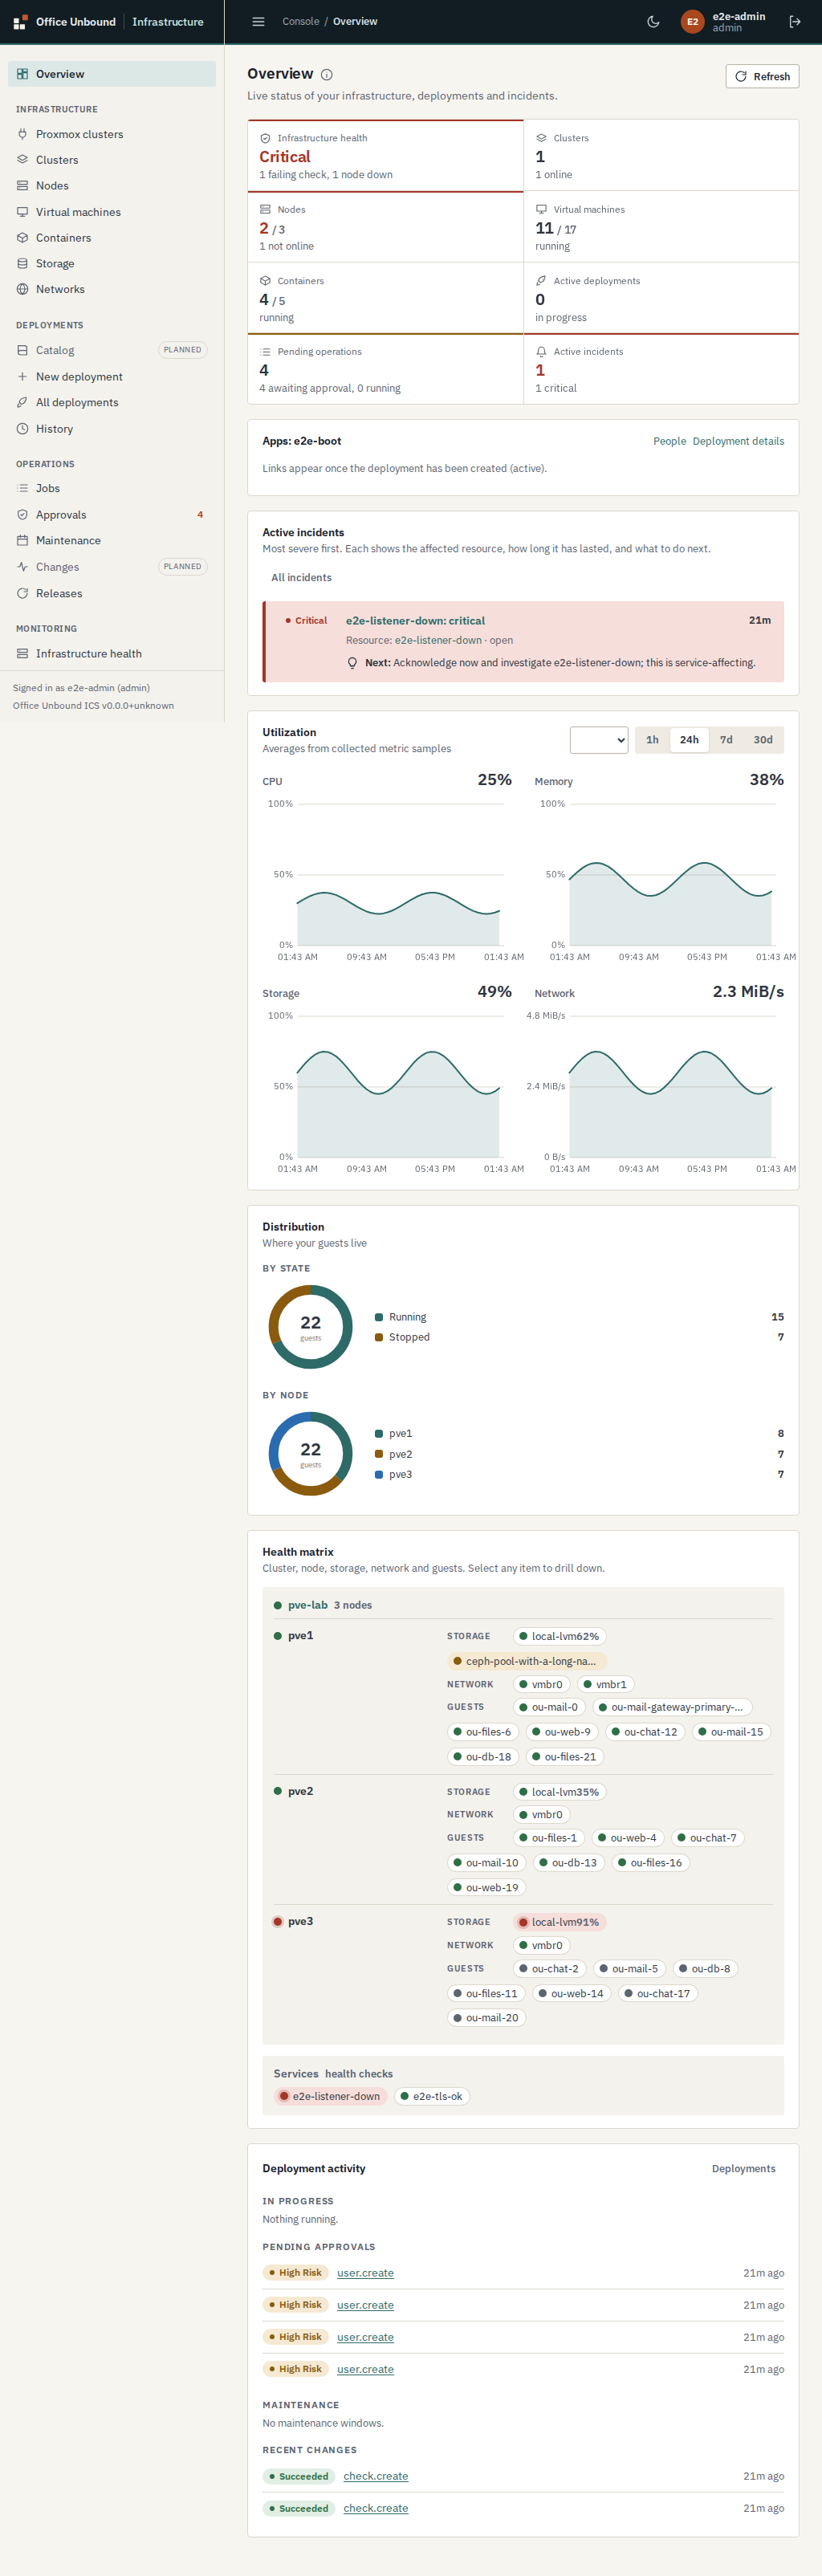 Office Unbound Infrastructure
Console / Overview
E2
e2e-admin
admin
Overview
INFRASTRUCTURE
Proxmox clusters
Clusters
Nodes
Virtual machines
Containers
Storage
Networks
DEPLOYMENTS
Catalog PLANNED
New deployment
All deployments
History
OPERATIONS
Jobs
Approvals 4
Maintenance
Changes PLANNED
Releases
MONITORING
Infrastructure health
Signed in as e2e-admin (admin)
Office Unbound ICS v0.0.0+unknown
Overview
Refresh
Live status of your infrastructure, deployments and incidents.
Infrastructure health
Critical
1 failing check, 1 node down
Clusters
1
1 online
Nodes
2 / 3
1 not online
Virtual machines
11 / 17
running
Containers
4 / 5
running
Active deployments
0
in progress
Pending operations
4
4 awaiting approval, 0 running
Active incidents
1
1 critical
Apps: e2e-boot People Deployment details
Links appear once the deployment has been created (active).
Active incidents
Most severe first. Each shows the affected resource, how long it has lasted, and what to do next.
All incidents
Critical e2e-listener-down: critical 21m
Resource: e2e-listener-down · open
Next: Acknowledge now and investigate e2e-listener-down; this is service-affecting.
Utilization
Averages from collected metric samples
1h 24h 7d 30d
CPU 25%
100%
50%
0%
01:43 AM 09:43 AM 05:43 PM 01:43 AM
Memory 38%
100%
50%
0%
01:43 AM 09:43 AM 05:43 PM 01:43 AM
Storage 49%
100%
50%
0%
01:43 AM 09:43 AM 05:43 PM 01:43 AM
Network 2.3 MiB/s
4.8 MiB/s
2.4 MiB/s
0 B/s
01:43 AM 09:43 AM 05:43 PM 01:43 AM
Distribution
Where your guests live
BY STATE
22
guests
Running 15
Stopped 7
BY NODE
22
guests
pve1 8
pve2 7
pve3 7
Health matrix
Cluster, node, storage, network and guests. Select any item to drill down.
pve-lab 3 nodes
pve1
STORAGE local-lvm62%
ceph-pool-with-a-long-na...
NETWORK vmbr0 vmbr1
GUESTS ou-mail-0 ou-mail-gateway-primary-...
ou-files-6 ou-web-9 ou-chat-12 ou-mail-15
ou-db-18 ou-files-21
pve2
STORAGE local-lvm35%
NETWORK vmbr0
GUESTS ou-files-1 ou-web-4 ou-chat-7
ou-mail-10 ou-db-13 ou-files-16
ou-web-19
pve3
STORAGE local-lvm91%
NETWORK vmbr0
GUESTS ou-chat-2 ou-mail-5 ou-db-8
ou-files-11 ou-web-14 ou-chat-17
ou-mail-20
Services health checks
e2e-listener-down e2e-tls-ok
Deployment activity Deployments
IN PROGRESS
Nothing running.
PENDING APPROVALS
High Risk user.create 21m ago
High Risk user.create 21m ago
High Risk user.create 21m ago
High Risk user.create 21m ago
MAINTENANCE
No maintenance windows.
RECENT CHANGES
Succeeded check.create 21m ago
Succeeded check.create 21m ago